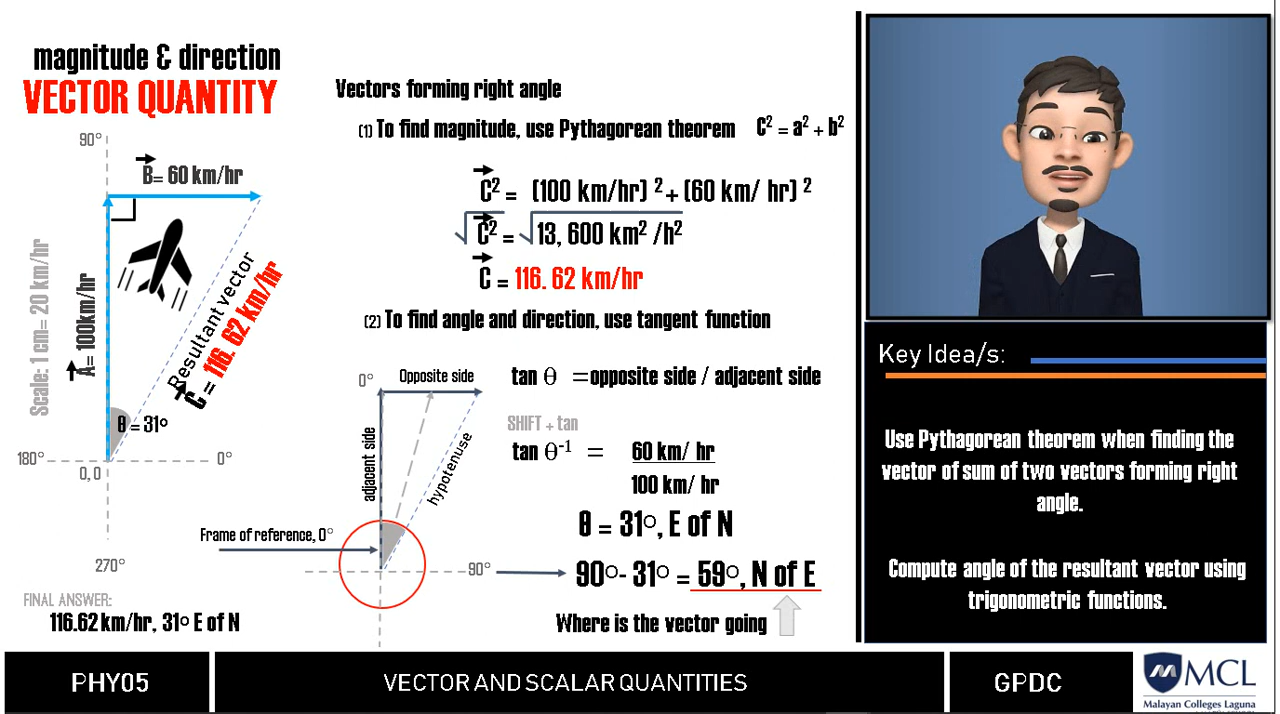 magnitude & direction
VECTOR QUANTITY
90°
B= 60 km/hr
Scale: 1 cm= 20 km/hr
A= 100km/hr
Resultant vector
C= 116. 62 km/hr
θ = 31°
180°
0°
0, 0
270°
FINAL ANSWER:
116.62 km/hr, 31° E of N
Vectors forming right angle
(1) To find magnitude, use Pythagorean theorem C² = a² + b²
C² = (100 km/hr) ² + (60 km/ hr) ²
√C² = √13, 600 km² /h²
C = 116. 62 km/hr
(2) To find angle and direction, use tangent function
0°
Opposite side
adjacent side
hypotenuse
Frame of reference, 0°
90°
tan θ = opposite side / adjacent side
SHIFT + tan
tan θ⁻¹ = 60 km/ hr
100 km/ hr
θ = 31°, E of N
90°- 31° = 59°, N of E
Where is the vector going
Key Idea/s:
Use Pythagorean theorem when finding the
vector of sum of two vectors forming right
angle.
Compute angle of the resultant vector using
trigonometric functions.
PHY05
VECTOR AND SCALAR QUANTITIES
GPDC
MCL
Malayan Colleges Laguna